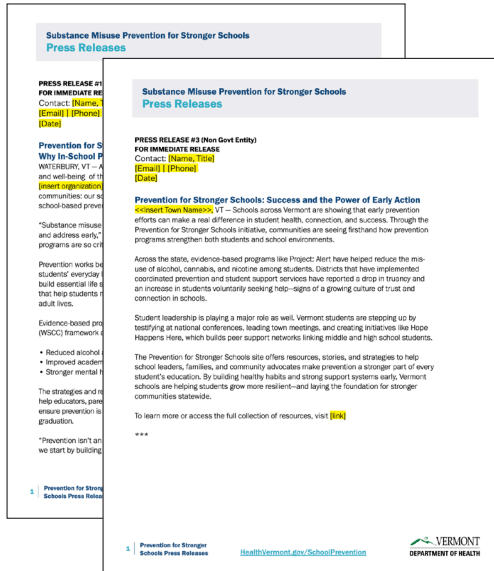 Substance Misuse Prevention for Stronger Schools
Press Releases
PRESS RELEASE #1
FOR IMMEDIATE RE
Contact: [Name, T
[Email] | [Phone]
[Date]
Prevention for S
Why In-School P
WATERBURY, VT — A
and well-being of th
[insert organization]
communities: our sc
school-based preve
"Substance misuse
and address early,"
programs are so crit
Prevention works be
students' everyday l
build essential life s
that help students n
adult lives.
Evidence-based pro
(WSCC) framework a
• Reduced alcohol a
• Improved academ
• Stronger mental h
The strategies and re
help educators, pare
ensure prevention is
graduation.
"Prevention isn't an
we start by building
1 Prevention for Strong
Schools Press Relea
Substance Misuse Prevention for Stronger Schools
Press Releases
PRESS RELEASE #3 (Non Govt Entity)
FOR IMMEDIATE RELEASE
Contact: [Name, Title]
[Email] | [Phone]
[Date]
Prevention for Stronger Schools: Success and the Power of Early Action
<<Insert Town Name>>, VT — Schools across Vermont are showing that early prevention
efforts can make a real difference in student health, connection, and success. Through the
Prevention for Stronger Schools initiative, communities are seeing firsthand how prevention
programs strengthen both students and school environments.
Across the state, evidence-based programs like Project: Alert have helped reduce the mis-
use of alcohol, cannabis, and nicotine among students. Districts that have implemented
coordinated prevention and student support services have reported a drop in truancy and
an increase in students voluntarily seeking help—signs of a growing culture of trust and
connection in schools.
Student leadership is playing a major role as well. Vermont students are stepping up by
testifying at national conferences, leading town meetings, and creating initiatives like Hope
Happens Here, which builds peer support networks linking middle and high school students.
The Prevention for Stronger Schools site offers resources, stories, and strategies to help
school leaders, families, and community advocates make prevention a stronger part of every
student's education. By building healthy habits and strong support systems early, Vermont
schools are helping students grow more resilient—and laying the foundation for stronger
communities statewide.
To learn more or access the full collection of resources, visit [link]
***
1 Prevention for Stronger
Schools Press Releases
HealthVermont.gov/SchoolPrevention
VERMONT
DEPARTMENT OF HEALTH